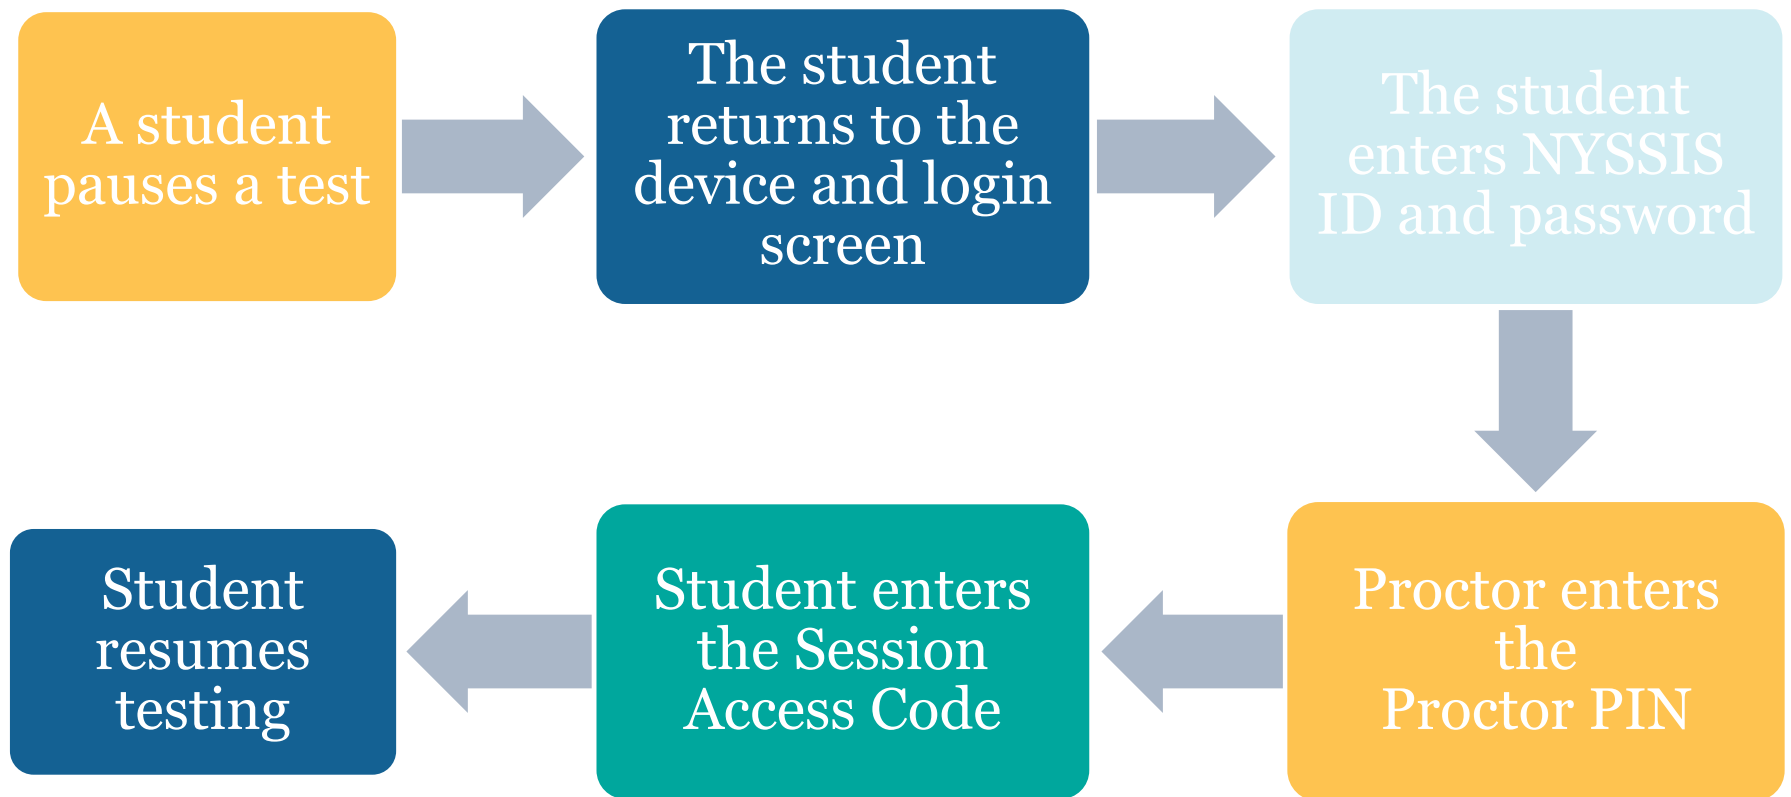 A student
pauses a test
The student
returns to the
device and login
screen
The student
enters NYSSIS
ID and password
Proctor enters
the
Proctor PIN
Student enters
the Session
Access Code
Student
resumes
testing